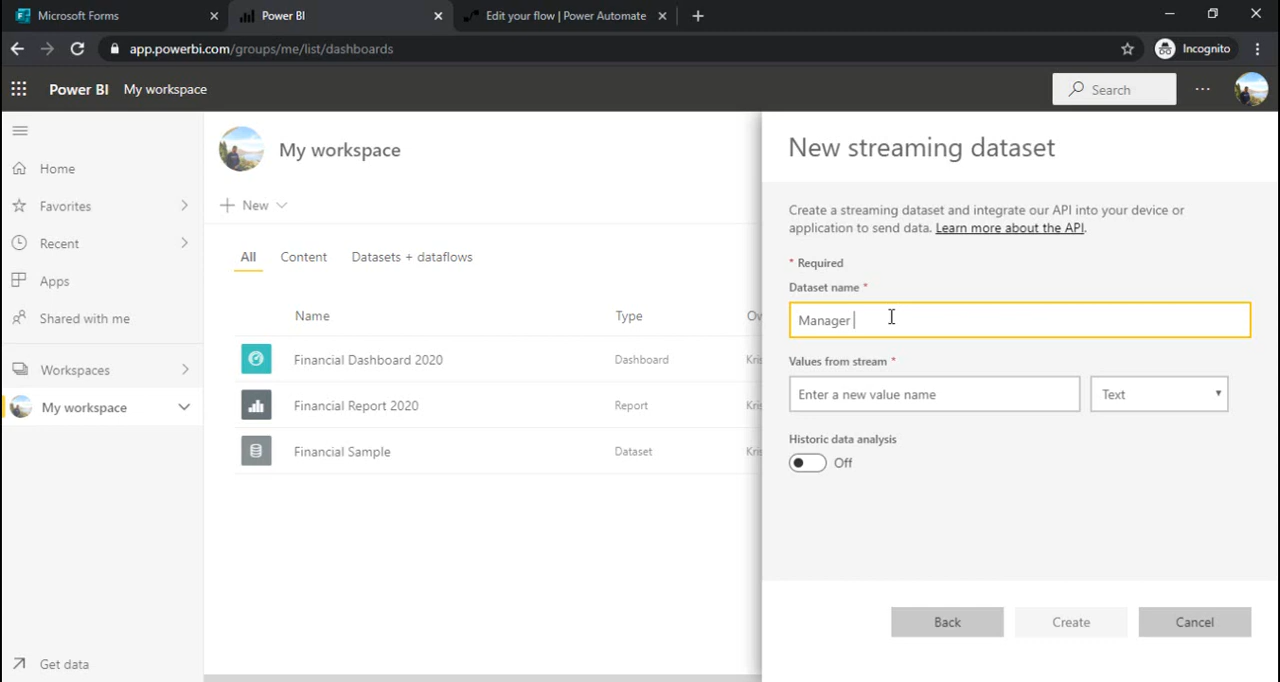 Microsoft Forms
Power BI
Edit your flow | Power Automate
app.powerbi.com/groups/me/list/dashboards
Incognito
Power BI My workspace
Search
Home
Favorites
Recent
Apps
Shared with me
Workspaces
My workspace
Get data
My workspace
New
All Content Datasets + dataflows
Name Type Ow
Financial Dashboard 2020 Dashboard Kris
Financial Report 2020 Report Kris
Financial Sample Dataset Kris
New streaming dataset
Create a streaming dataset and integrate our API into your device or
application to send data. Learn more about the API.
* Required
Dataset name *
Manager
Values from stream *
Enter a new value name Text
Historic data analysis
Off
Back Create Cancel